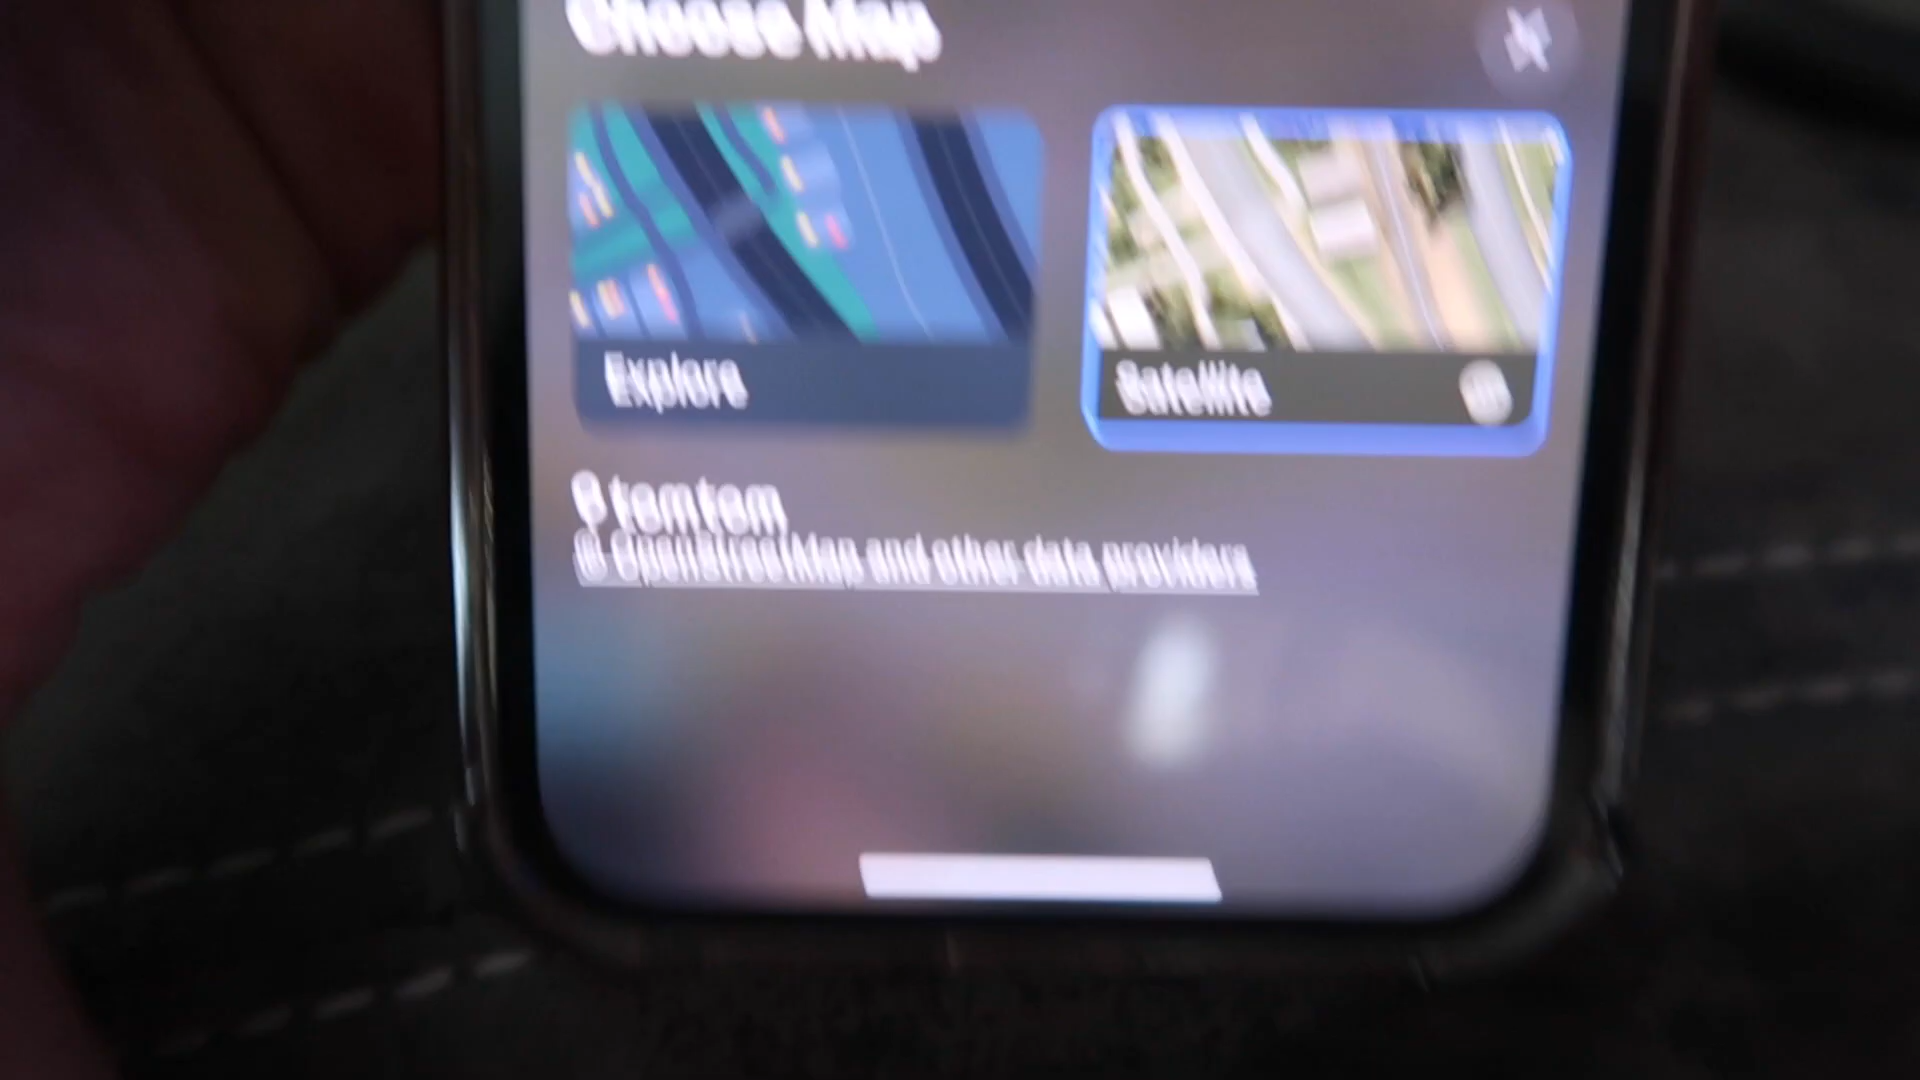 Choose Map
Explore
Satellite
tomtom
© OpenStreetMap and other data providers